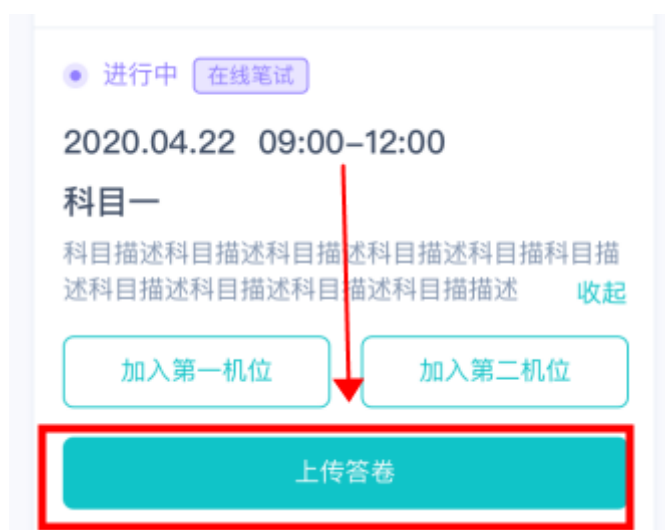 进行中 在线笔试
2020.04.22 09:00-12:00
科目一
科目描述科目描述科目描述科目描述科目描科目描
述科目描述科目描述科目描述科目描描述 收起
加入第一机位 加入第二机位
上传答卷